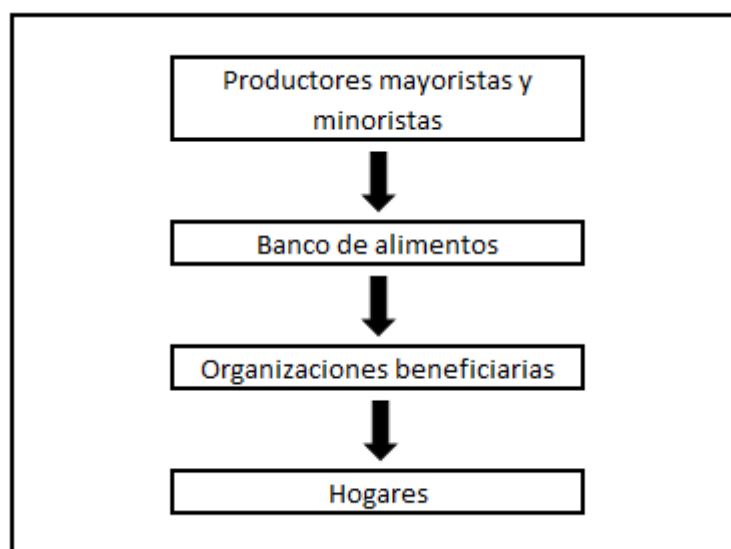 Productores mayoristas y
minoristas
Banco de alimentos
Organizaciones beneficiarias
Hogares